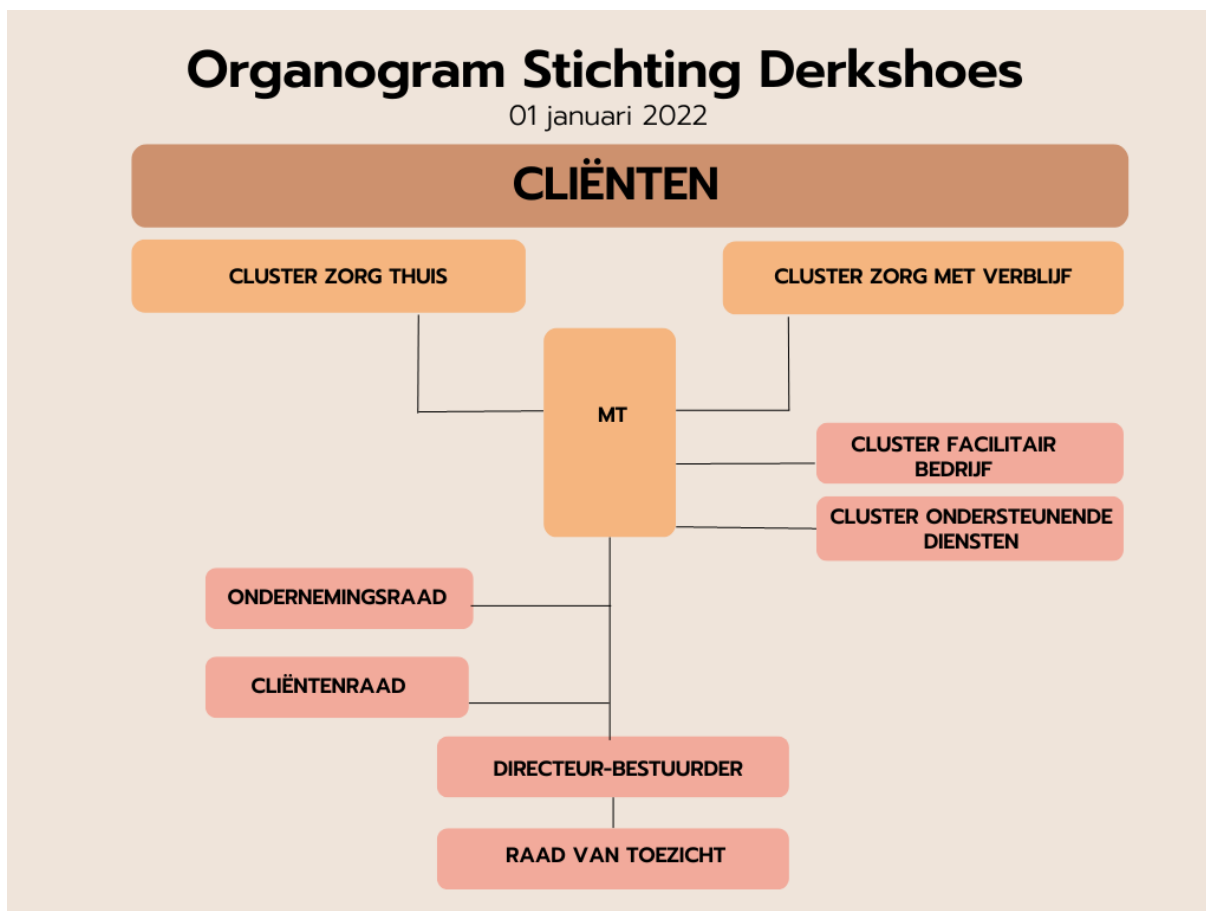 Organogram Stichting Derkshoes
01 januari 2022
CLIËNTEN
CLUSTER ZORG THUIS
CLUSTER ZORG MET VERBLIJF
MT
CLUSTER FACILITAIR
BEDRIJF
CLUSTER ONDERSTEUNENDE
DIENSTEN
ONDERNEMINGSRAAD
CLIËNTENRAAD
DIRECTEUR-BESTUURDER
RAAD VAN TOEZICHT